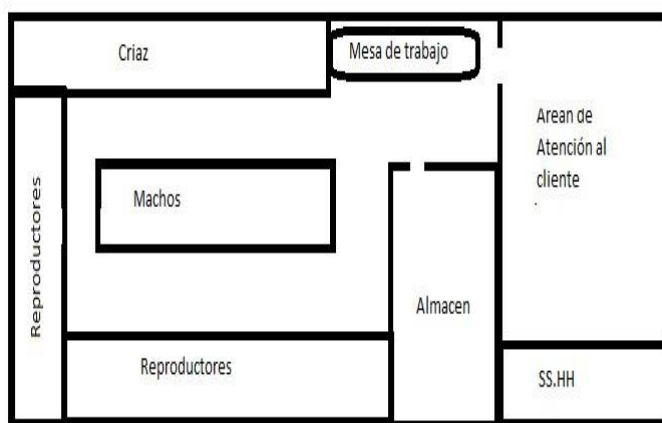 Criaz
Mesa de trabajo
Arean de
Atención al
cliente
.
Reproductores
Machos
Almacen
Reproductores
SS.HH